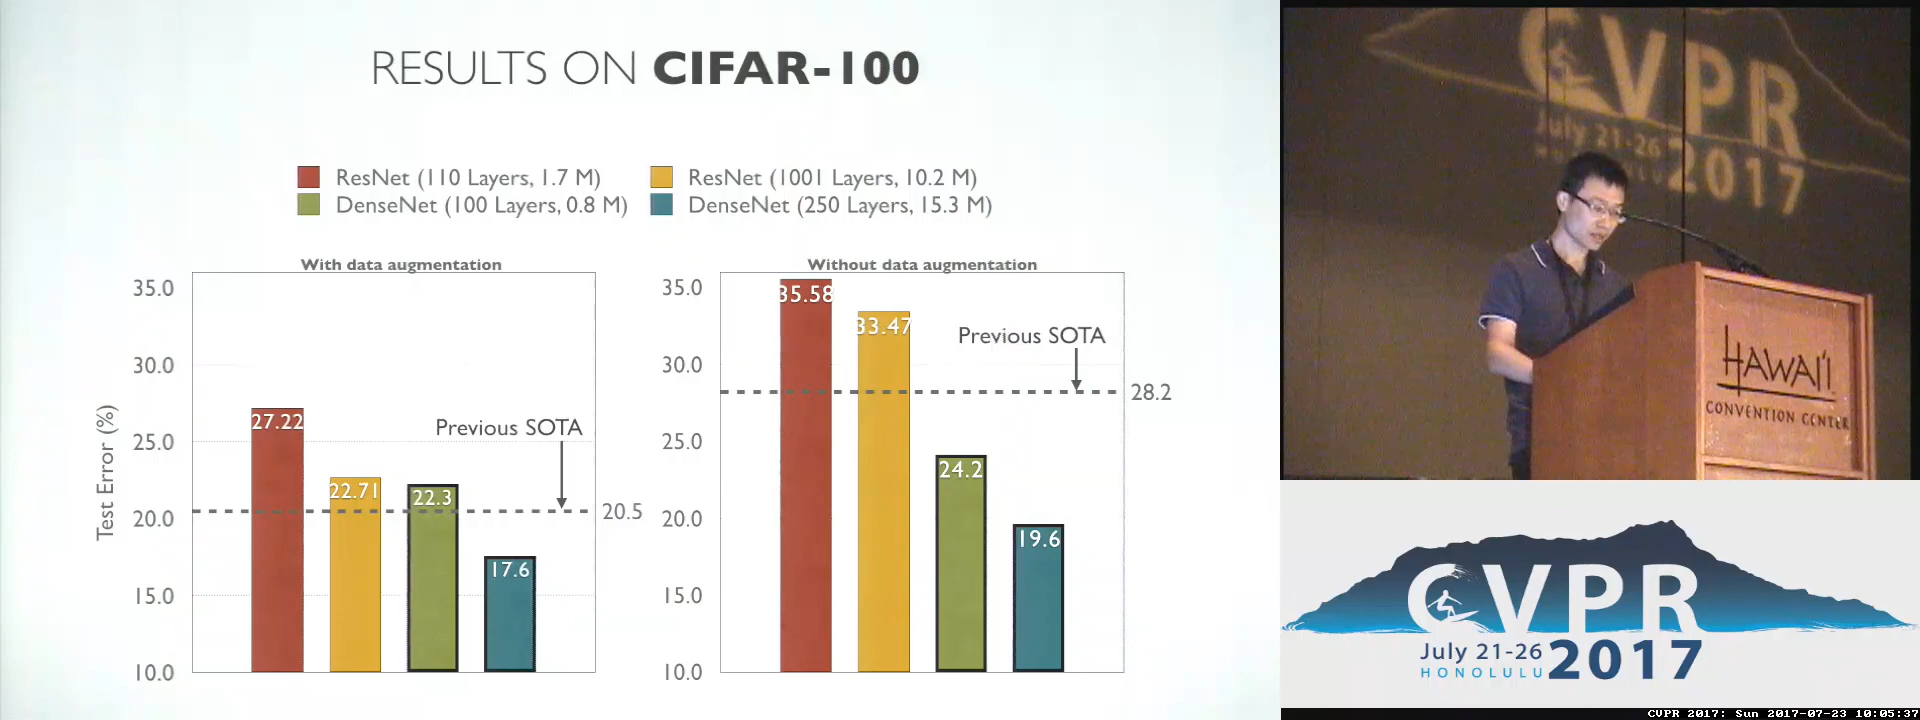 RESULTS ON CIFAR-100
ResNet (110 Layers, 1.7 M)
ResNet (1001 Layers, 10.2 M)
DenseNet (100 Layers, 0.8 M)
DenseNet (250 Layers, 15.3 M)
With data augmentation
Test Error (%)
35.0
30.0
25.0
20.0
15.0
10.0
27.22
22.71
22.3
17.6
Previous SOTA
20.5
Without data augmentation
35.0
30.0
25.0
20.0
15.0
10.0
35.58
33.47
24.2
19.6
Previous SOTA
28.2
CVPR
July 21-26
2017
HAWAI'I
CONVENTION CENTER
CVPR
July 21-26
HONOLULU
2017
CVPR 2017: Sun 2017-07-23 10:05:37